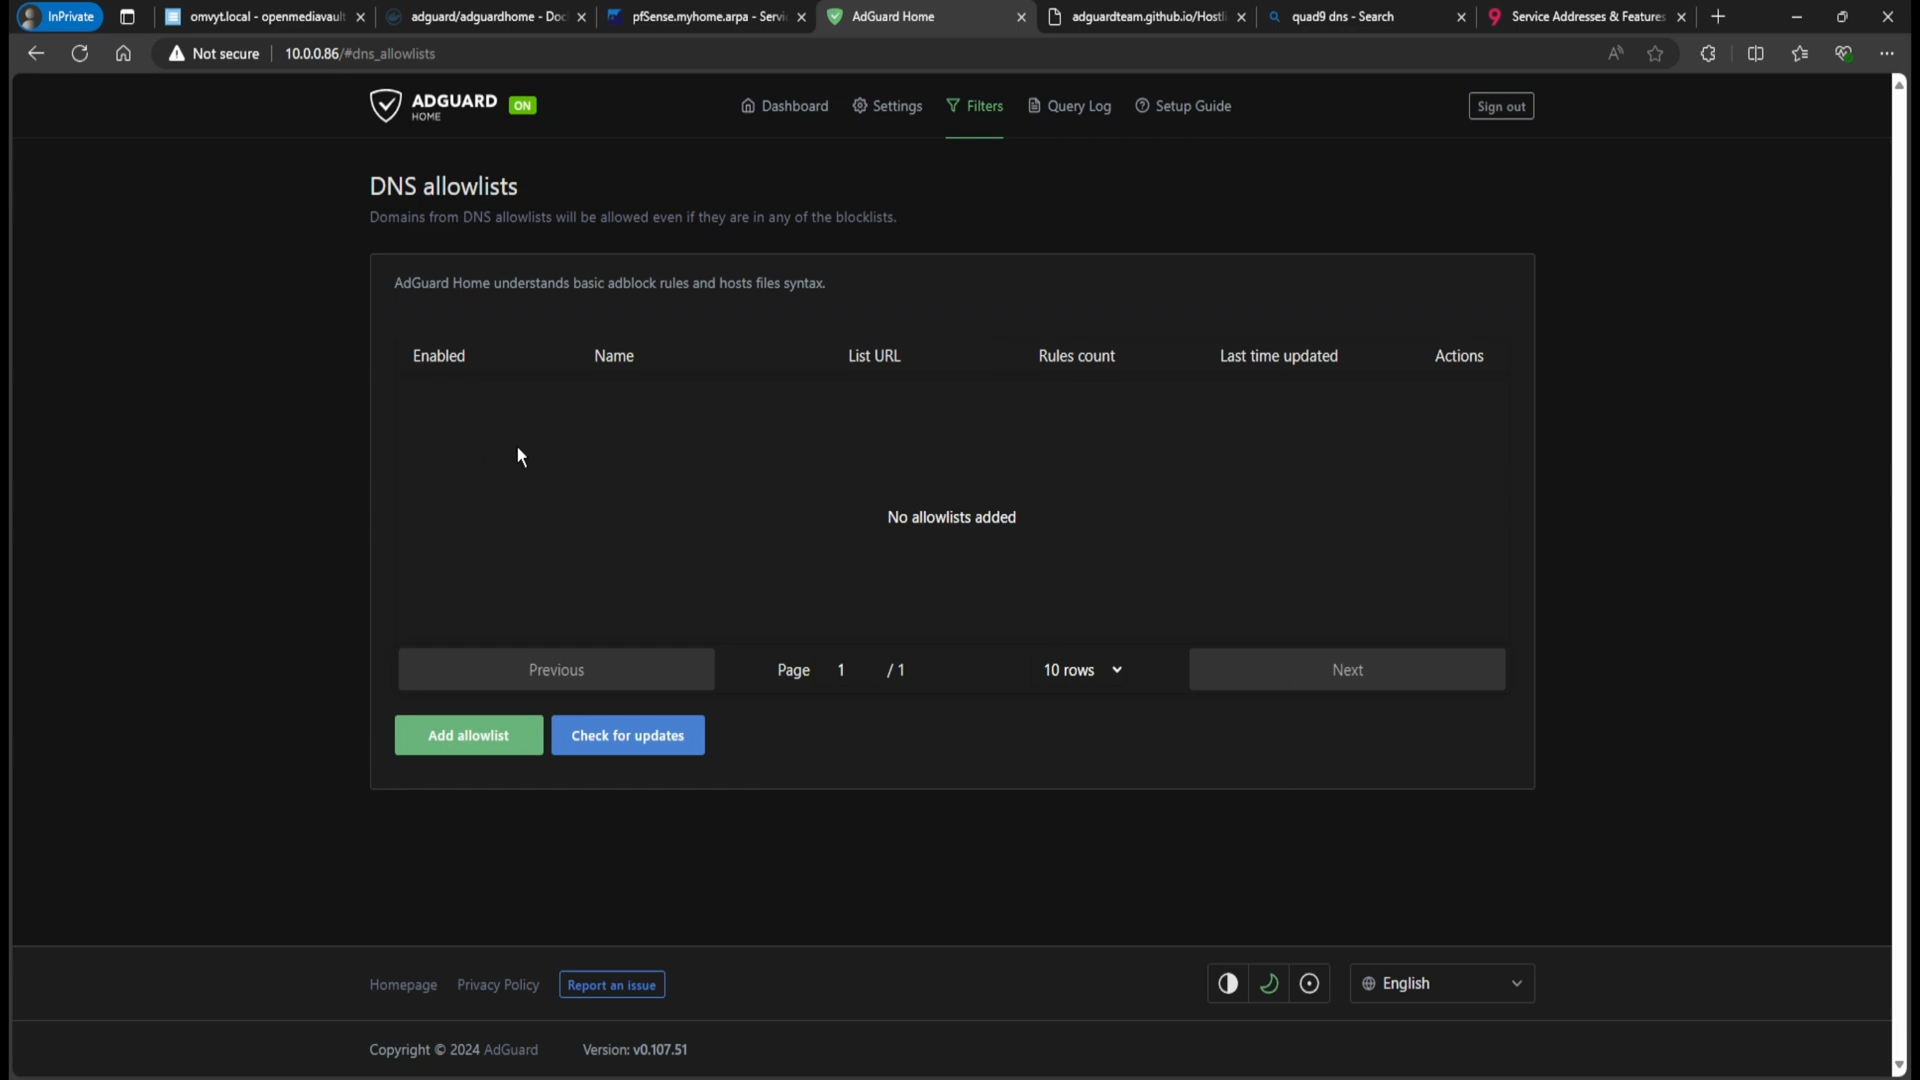 InPrivate
omvyt.local - openmediavault
adguard/adguardhome - Doc
pfSense.myhome.arpa - Servi
AdGuard Home
adguardteam.github.io/Hostli
quad9 dns - Search
Service Addresses & Features
Not secure
10.0.0.86/#dns_allowlists
ADGUARD
HOME
ON
Dashboard
Settings
Filters
Query Log
Setup Guide
Sign out
DNS allowlists
Domains from DNS allowlists will be allowed even if they are in any of the blocklists.
AdGuard Home understands basic adblock rules and hosts files syntax.
Enabled
Name
List URL
Rules count
Last time updated
Actions
No allowlists added
Previous
Page 1 / 1
10 rows
Next
Add allowlist
Check for updates
Homepage
Privacy Policy
Report an issue
English
Copyright © 2024 AdGuard
Version: v0.107.51